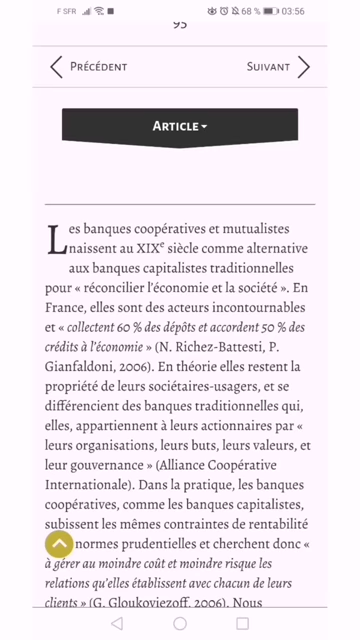 F SFR 68 % 03:56
95
PRÉCÉDENT SUIVANT
ARTICLE
Les banques coopératives et mutualistes
naissent au XIXe siècle comme alternative
aux banques capitalistes traditionnelles
pour « réconcilier l'économie et la société ». En
France, elles sont des acteurs incontournables
et « collectent 60 % des dépôts et accordent 50 % des
crédits à l'économie » (N. Richez-Battesti, P.
Gianfaldoni, 2006). En théorie elles restent la
propriété de leurs sociétaires-usagers, et se
différencient des banques traditionnelles qui,
elles, appartiennent à leurs actionnaires par «
leurs organisations, leurs buts, leurs valeurs, et
leur gouvernance » (Alliance Coopérative
Internationale). Dans la pratique, les banques
coopératives, comme les banques capitalistes,
subissent les mêmes contraintes de rentabilité
normes prudentielles et cherchent donc «
à gérer au moindre coût et moindre risque les
relations qu'elles établissent avec chacun de leurs
clients » (G. Gloukoviezoff, 2006). Nous